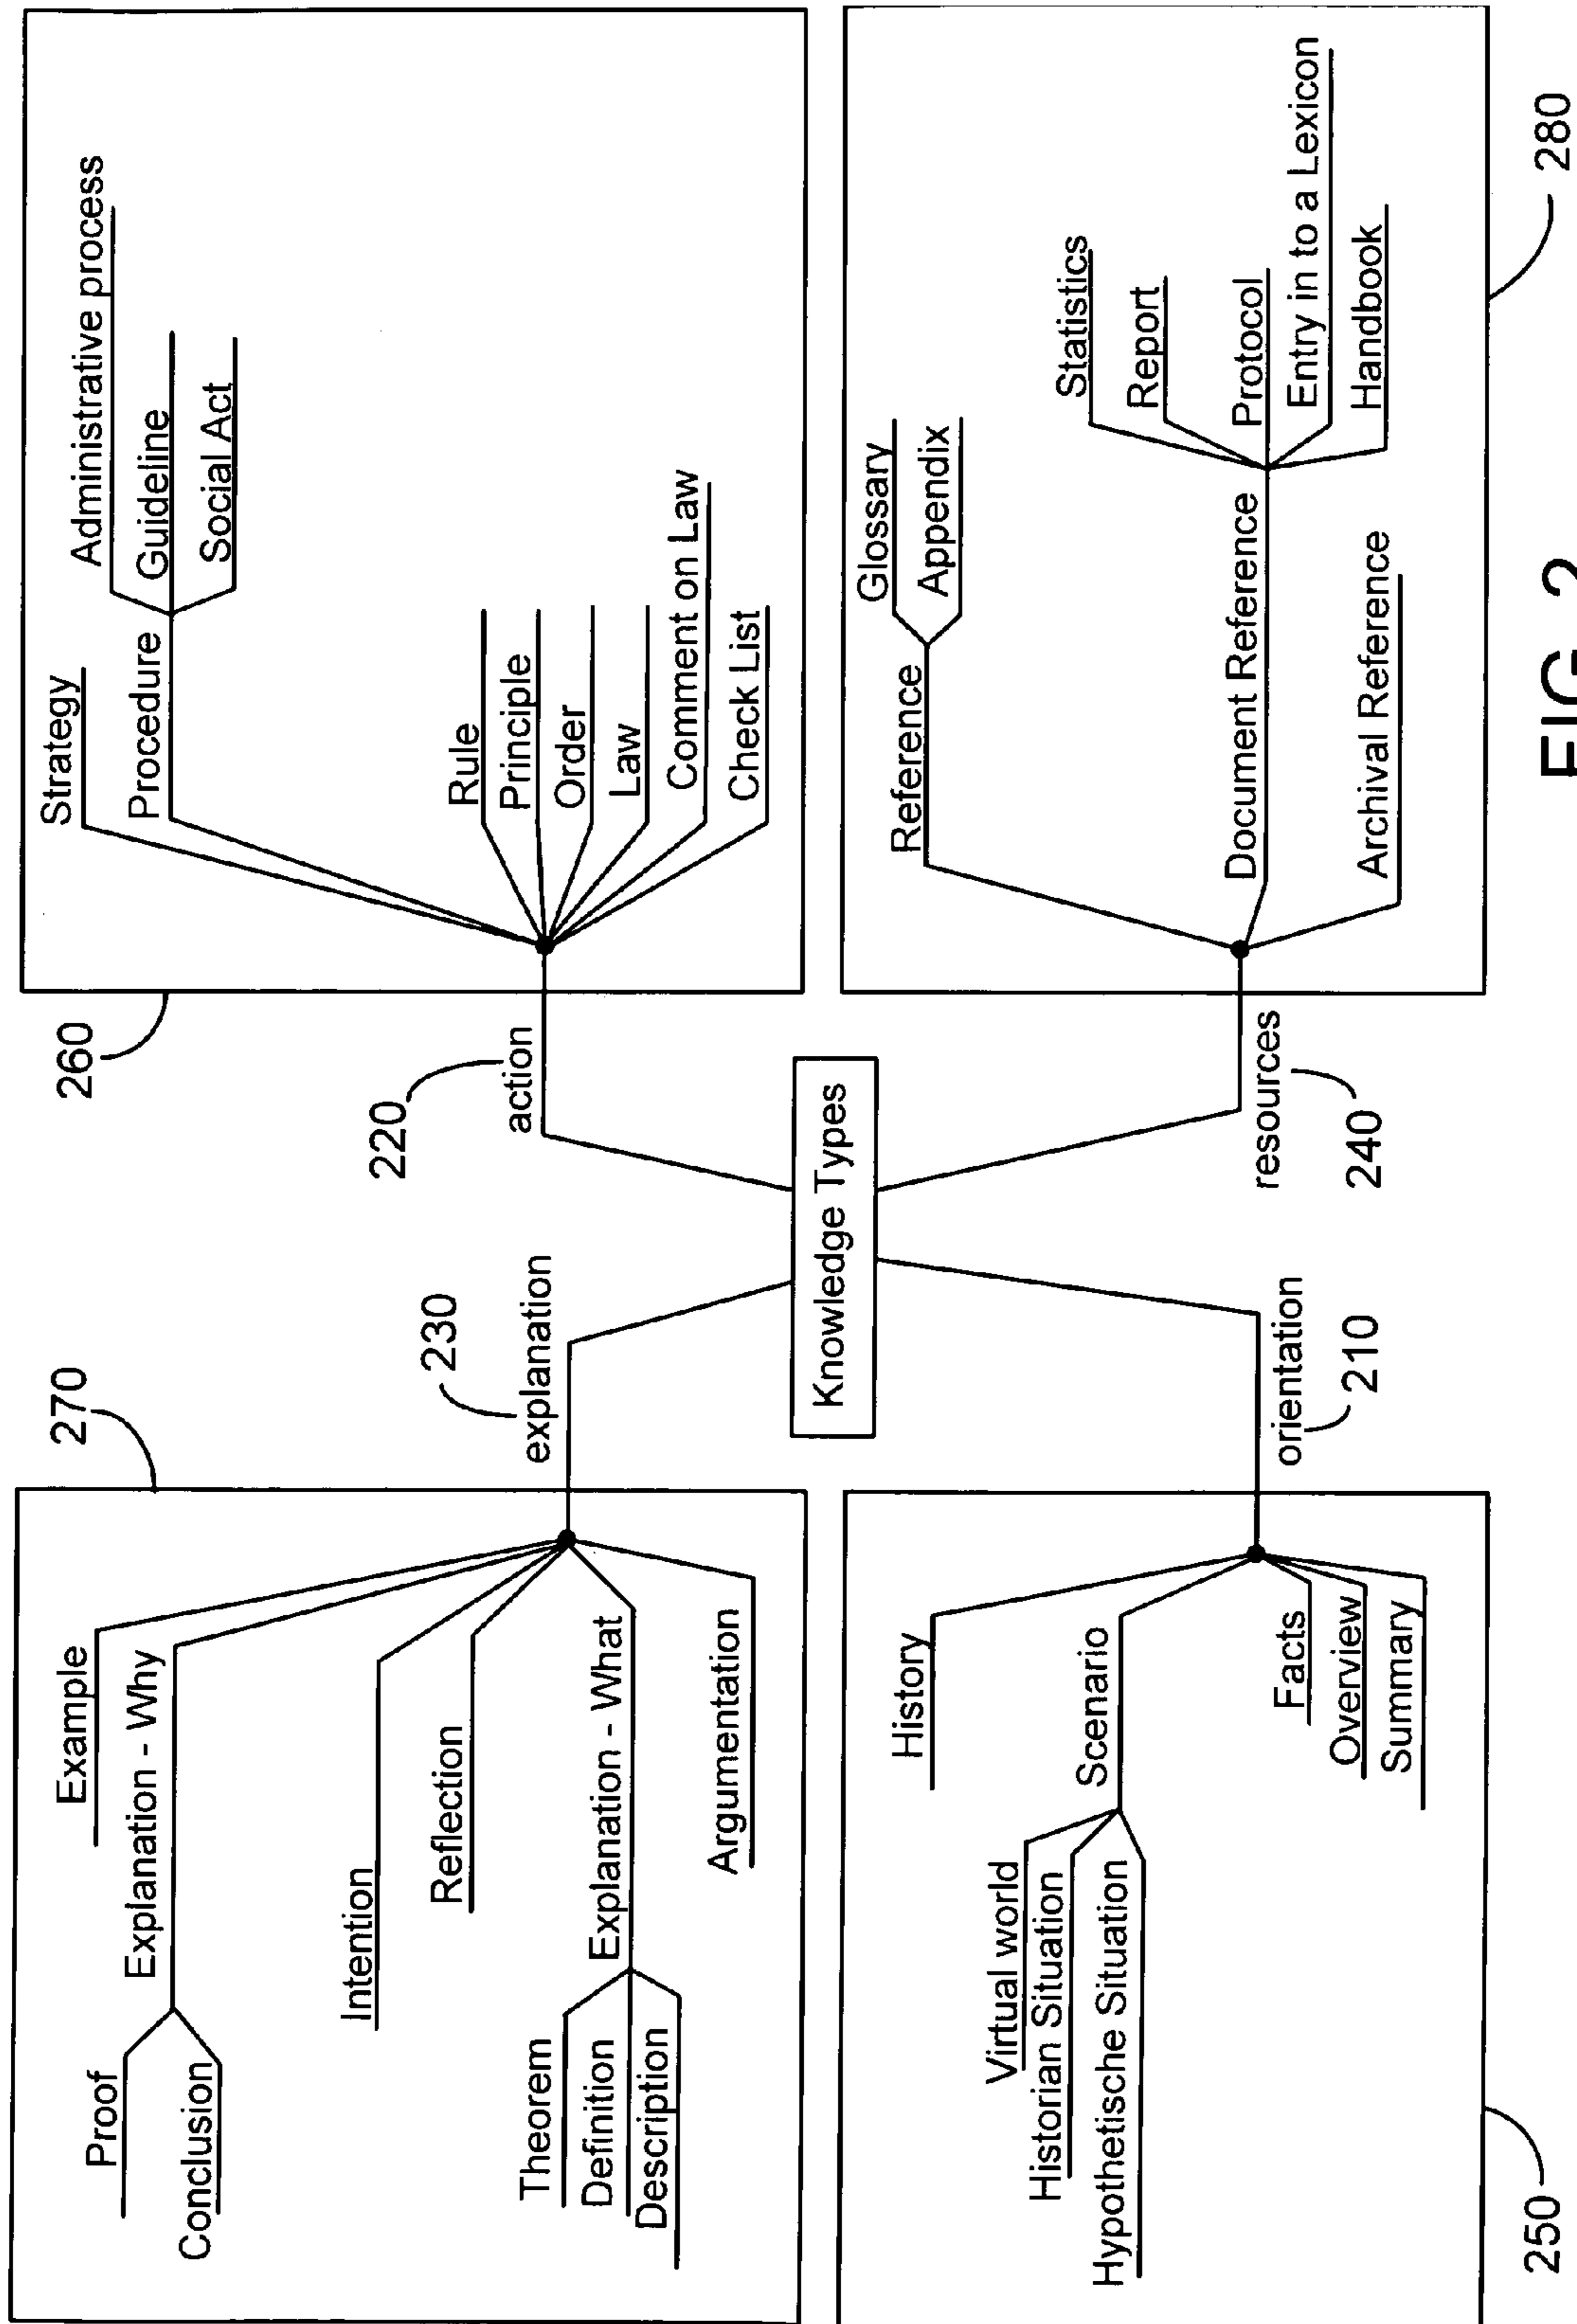 270
Example
Explanation - Why
Proof
Conclusion
Intention
Reflection
Explanation - What
Theorem
Definition
Description
Argumentation
230
explanation
260
220
action
Strategy
Procedure
Administrative process
Guideline
Social Act
Rule
Principle
Order
Law
Comment on Law
Check List
Knowledge Types
History
Scenario
Virtual world
Historian Situation
Hypothetische Situation
Facts
Overview
Summary
orientation
210
250
resources
240
Reference
Glossary
Appendix
Document Reference
Statistics
Report
Protocol
Entry in to a Lexicon
Handbook
Archival Reference
280
FIG. 2